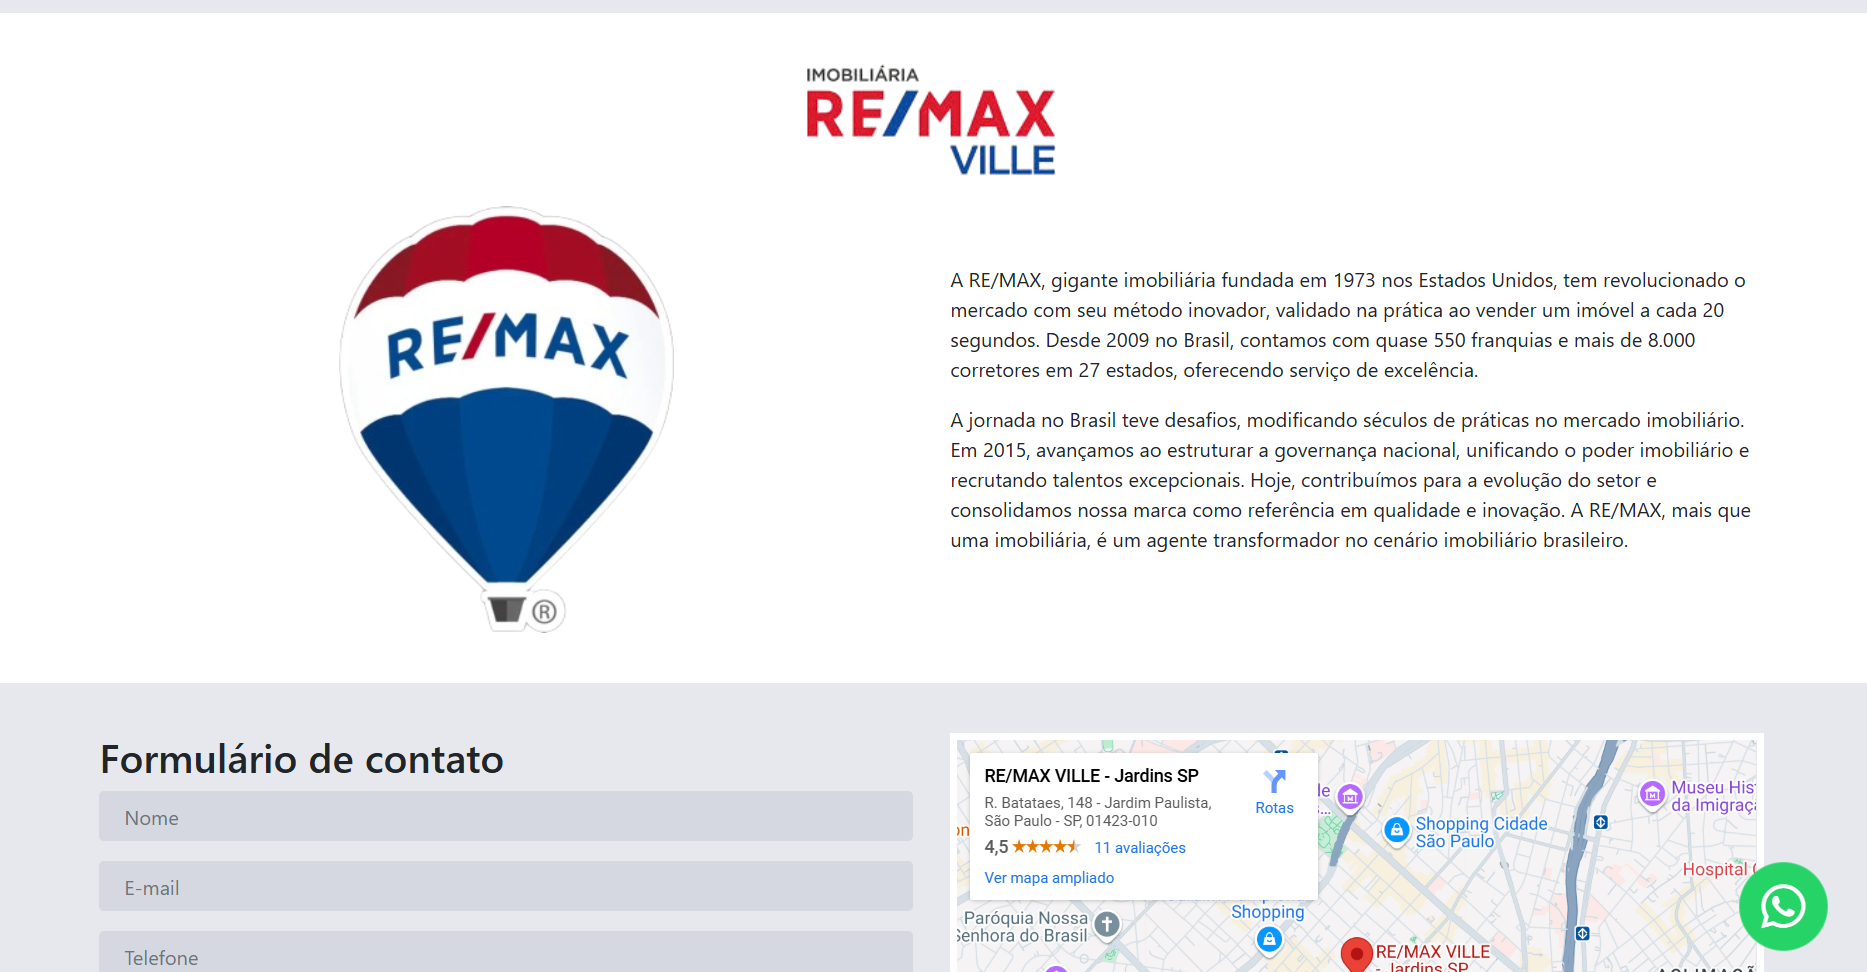 IMOBILIÁRIA
RE/MAX
VILLE
RE/MAX
®
A RE/MAX, gigante imobiliária fundada em 1973 nos Estados Unidos, tem revolucionado o
mercado com seu método inovador, validado na prática ao vender um imóvel a cada 20
segundos. Desde 2009 no Brasil, contamos com quase 550 franquias e mais de 8.000
corretores em 27 estados, oferecendo serviço de excelência.
A jornada no Brasil teve desafios, modificando séculos de práticas no mercado imobiliário.
Em 2015, avançamos ao estruturar a governança nacional, unificando o poder imobiliário e
recrutando talentos excepcionais. Hoje, contribuímos para a evolução do setor e
consolidamos nossa marca como referência em qualidade e inovação. A RE/MAX, mais que
uma imobiliária, é um agente transformador no cenário imobiliário brasileiro.
Formulário de contato
Nome
E-mail
Telefone
RE/MAX VILLE - Jardins SP
R. Batataes, 148 - Jardim Paulista,
São Paulo - SP, 01423-010
4,5
11 avaliações
Ver mapa ampliado
Rotas
Shopping Cidade
São Paulo
Museu His
da Imigraça
Hospital
Shopping
Paróquia Nossa
Senhora do Brasil
RE/MAX VILLE
- Jardins SP